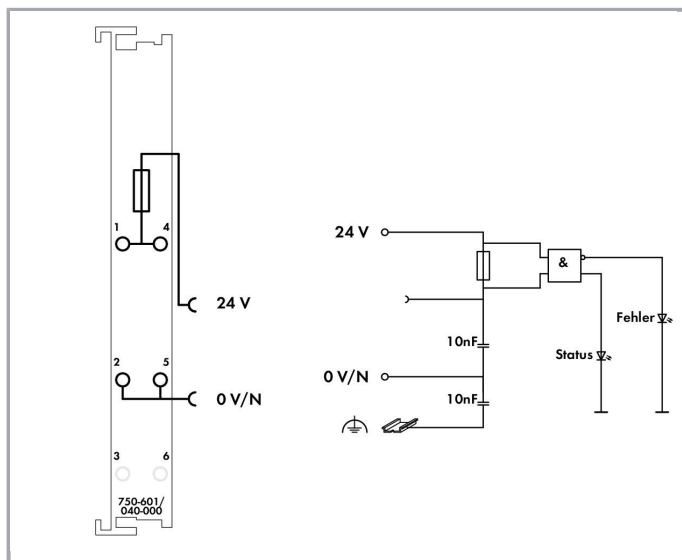 1 4
24 V
2 5
0 V/N
3 6
750-601/
040-000
24 V
&
Fehler
10nF
Status
0 V/N
10nF